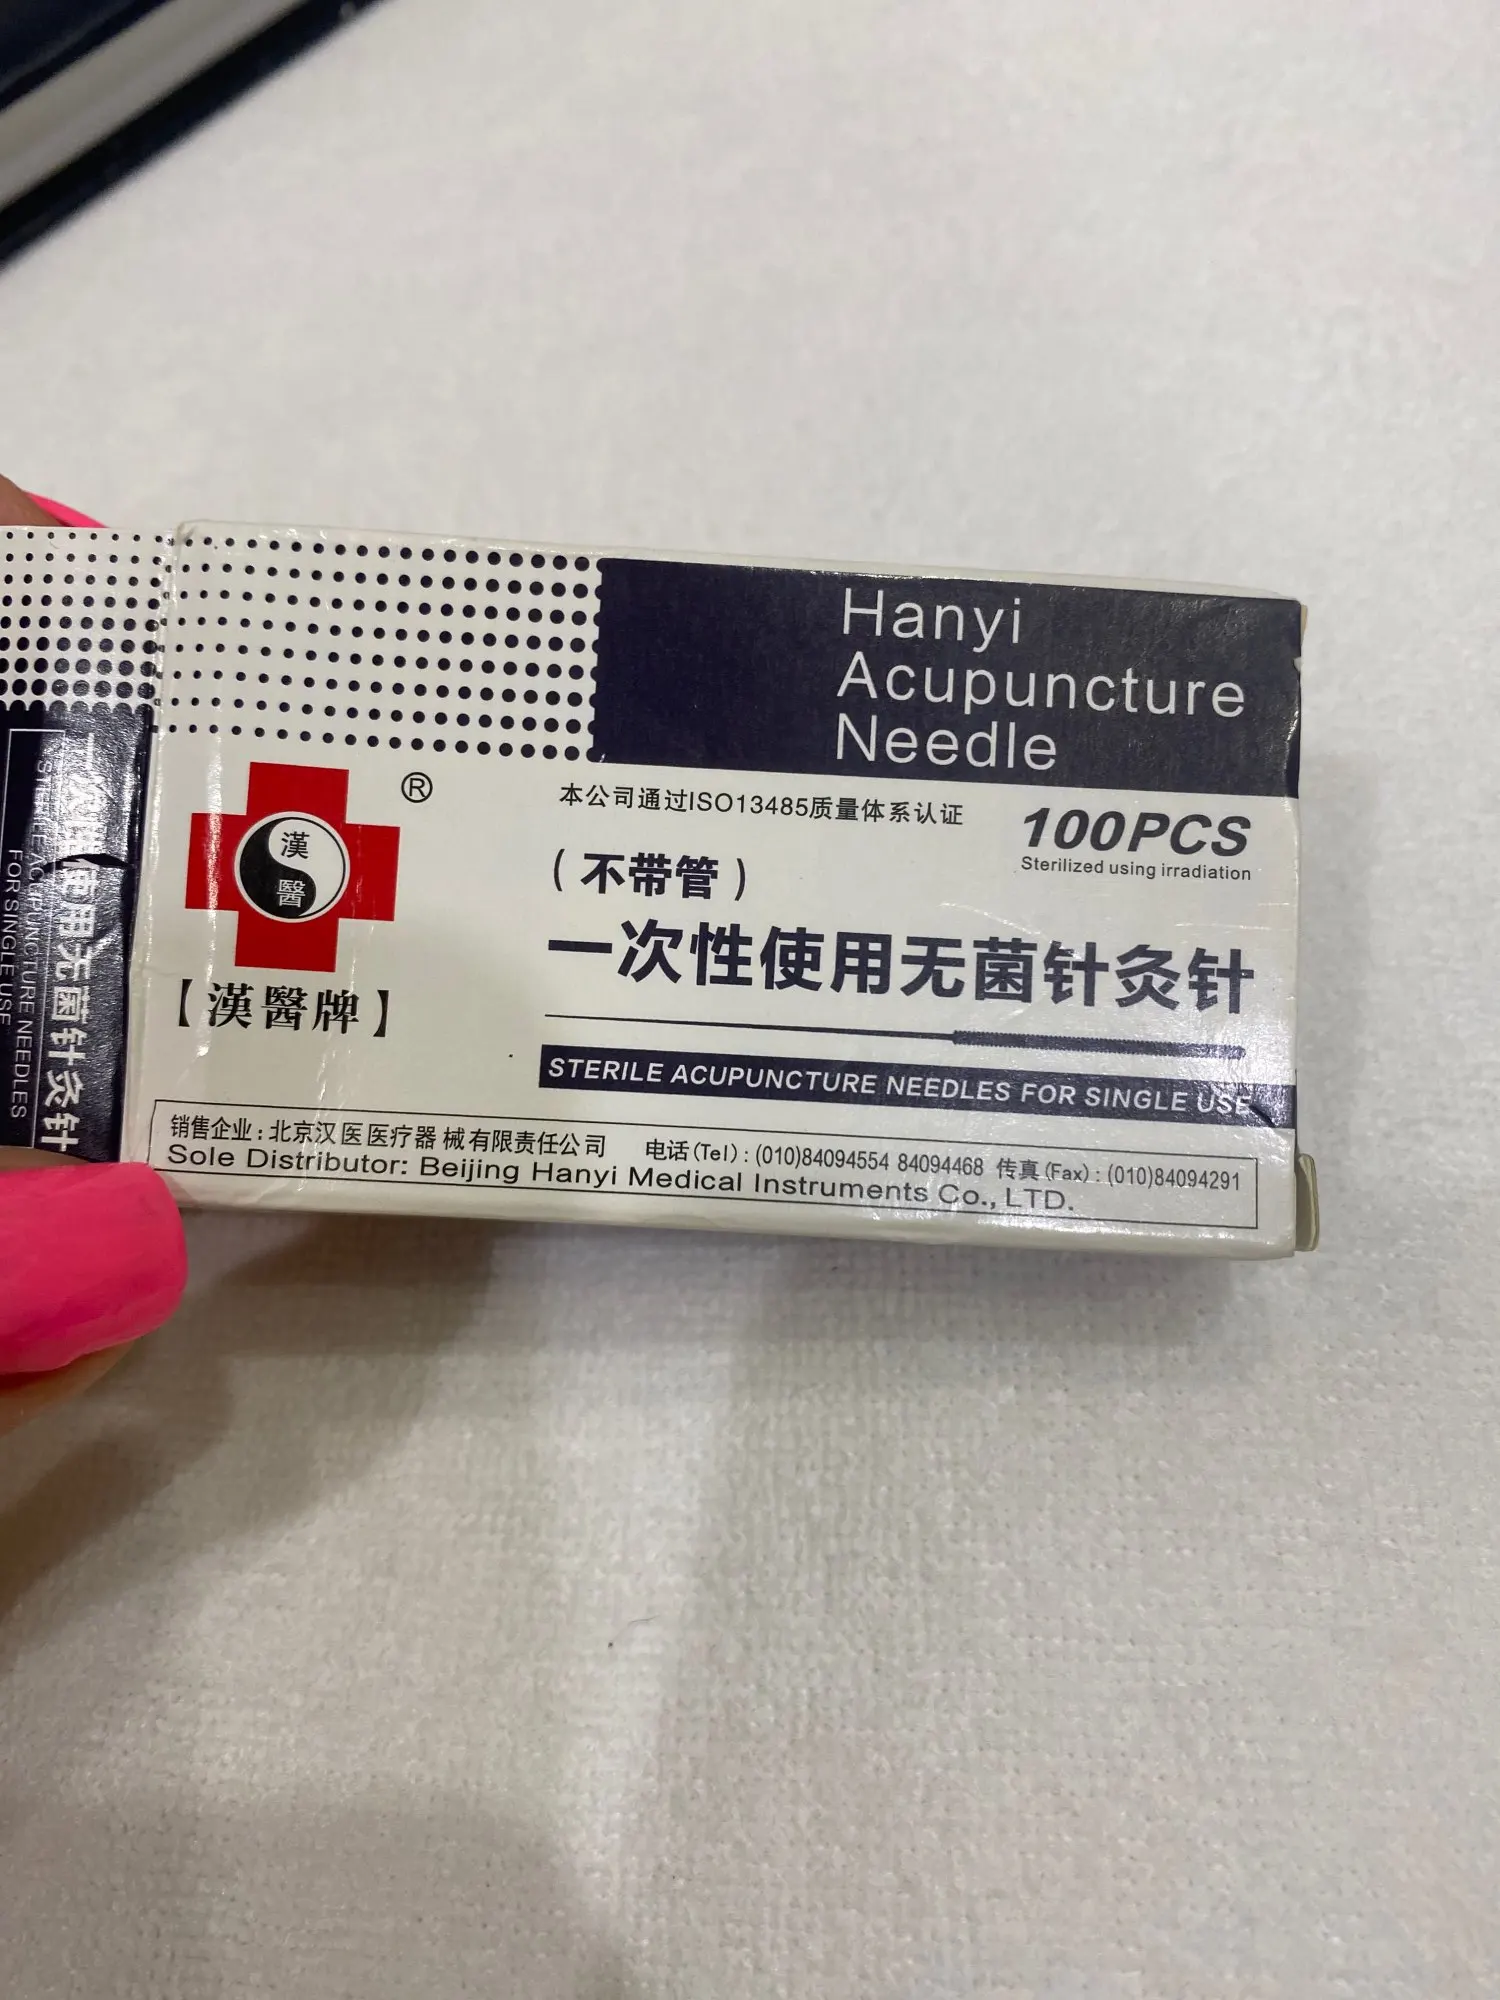 Hanyi
Acupuncture
Needle
®
漢
醫
【漢醫牌】
本公司通过ISO13485质量体系认证
100PCS
Sterilized using irradiation
（不带管）
一次性使用无菌针灸针
STERILE ACUPUNCTURE NEEDLES FOR SINGLE USE
销售企业：北京汉医医疗器械有限责任公司 电话(Tel)：(010)84094554 84094468 传真(Fax)：(010)84094291
Sole Distributor: Beijing Hanyi Medical Instruments Co., LTD.
使用无菌针灸针
ACUPUNCTURE NEEDLES
FOR SINGLE USE